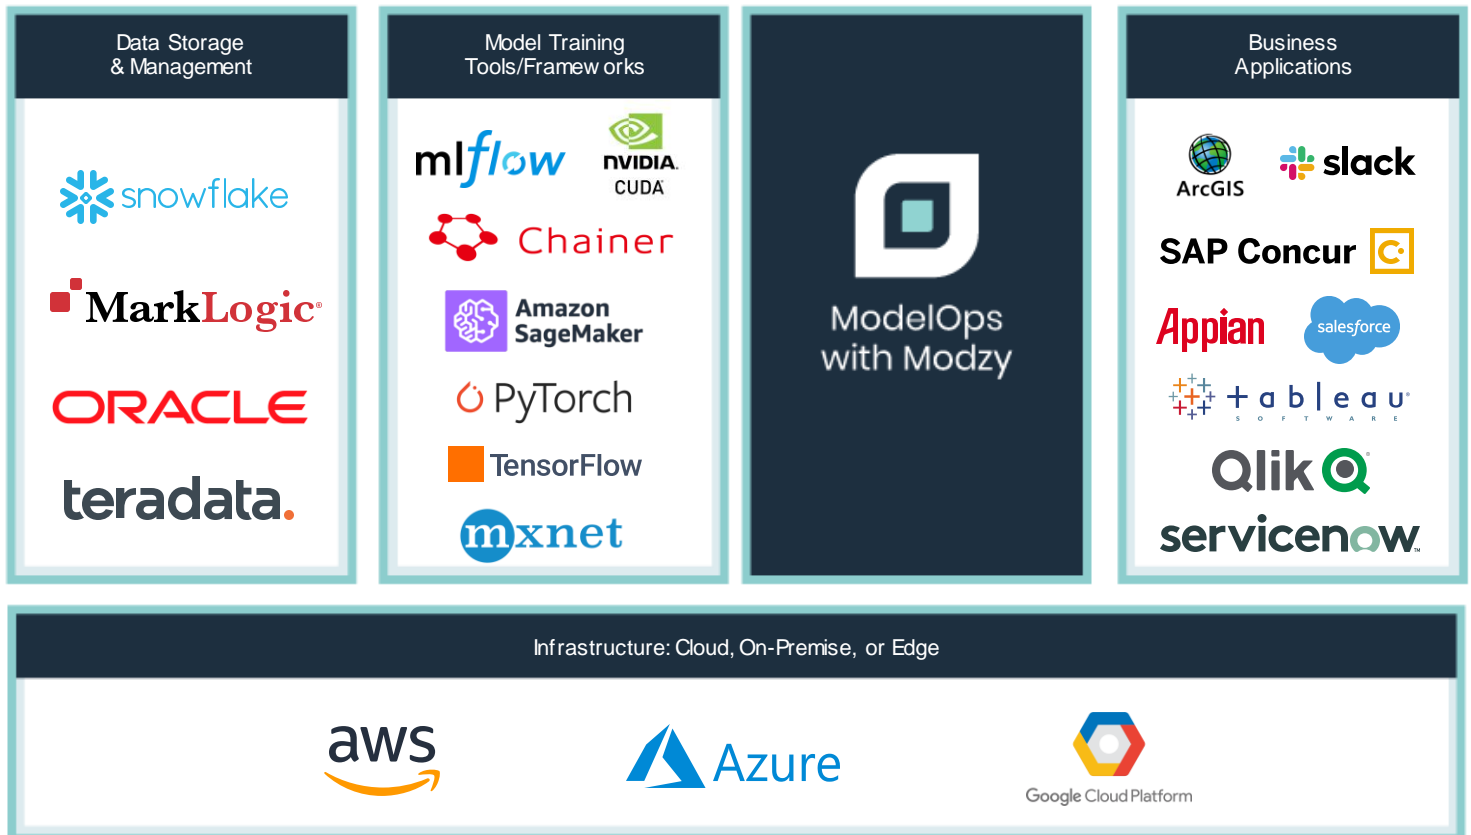 Data Storage
& Management
snowflake
MarkLogic®
ORACLE
teradata.
Model Training
Tools/Frameworks
mlflow
NVIDIA.
CUDA®
Chainer
Amazon
SageMaker
PyTorch
TensorFlow
mxnet
ModelOps
with Modzy
Business
Applications
ArcGIS
slack
SAP Concur C.
Appian
salesforce
+ableau®
SOFTWARE
Qlik Q®
servicenow™
Infrastructure: Cloud, On-Premise, or Edge
aws
Azure
Google Cloud Platform